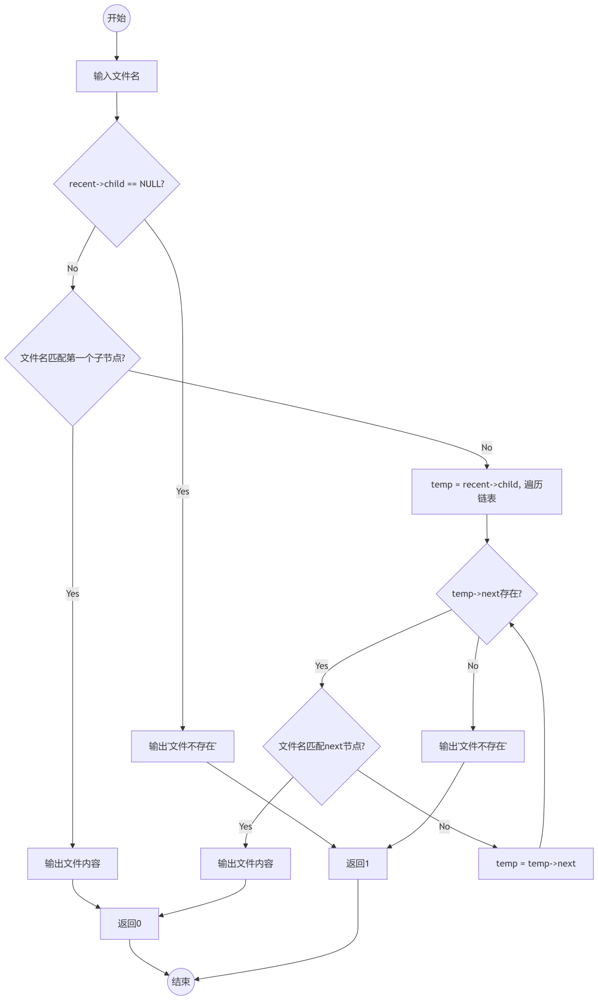 开始
输入文件名
recent->child == NULL?
No
文件名匹配第一个子节点?
No
temp = recent->child, 遍历
链表
Yes
Yes
temp->next存在?
Yes
No
输出'文件不存在'
文件名匹配next节点?
输出'文件不存在'
Yes
No
输出文件内容
输出文件内容
返回1
temp = temp->next
返回0
结束